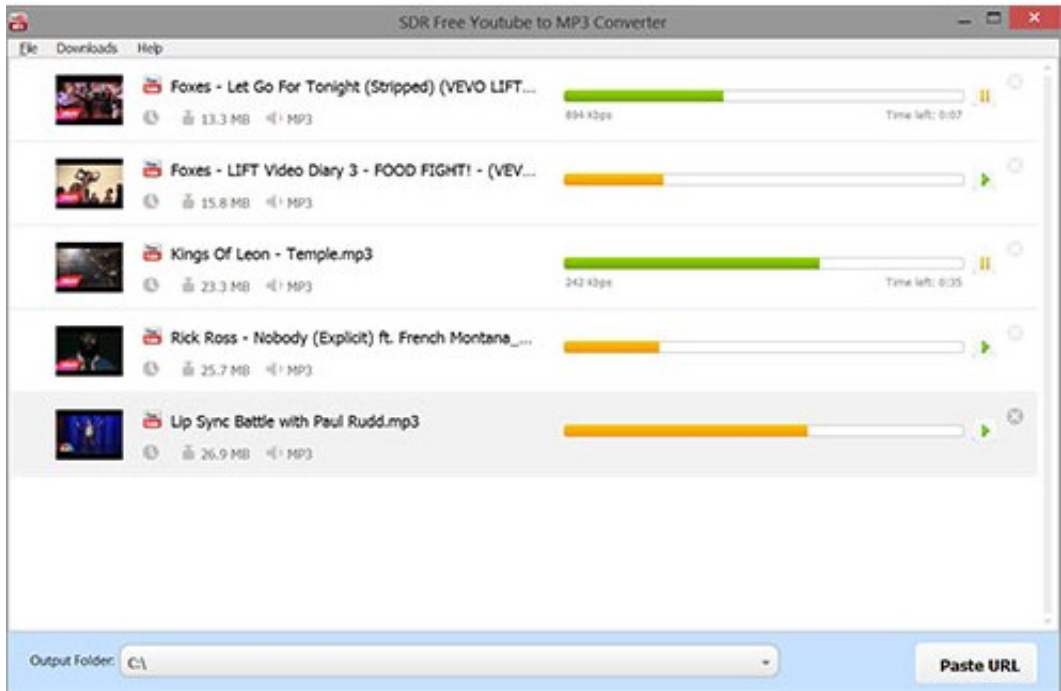 SDR Free Youtube to MP3 Converter
File Downloads Help
Foxes - Let Go For Tonight (Stripped) (VEVO LIFT...
13.3 MB MP3
894 Kbps Time left: 0:07
Foxes - LIFT Video Diary 3 - FOOD FIGHT! - (VEV...
15.8 MB MP3
Kings Of Leon - Temple.mp3
23.3 MB MP3
242 Kbps Time left: 0:35
Rick Ross - Nobody (Explicit) ft. French Montana_...
25.7 MB MP3
Lip Sync Battle with Paul Rudd.mp3
26.9 MB MP3
Output Folder: C:\
Paste URL